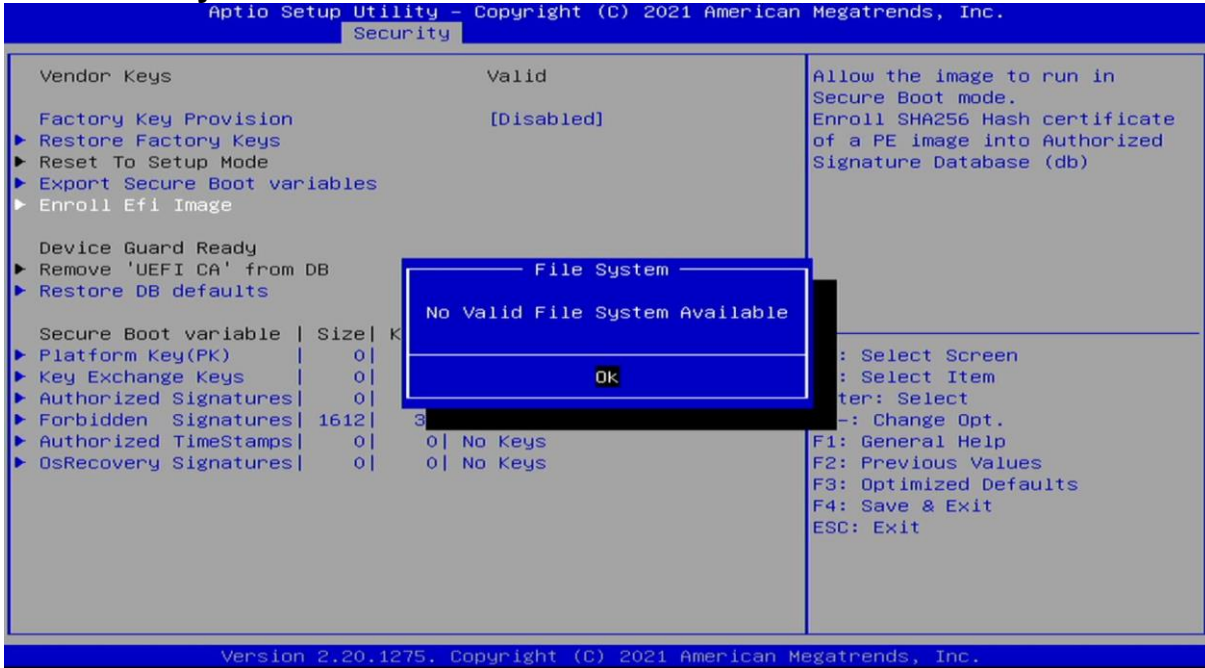 Aptio Setup Utility – Copyright (C) 2021 American Megatrends, Inc.
Security
Vendor Keys Valid
Factory Key Provision [Disabled]
Restore Factory Keys
Reset To Setup Mode
Export Secure Boot variables
Enroll Efi Image
Device Guard Ready
Remove 'UEFI CA' from DB
Restore DB defaults
Secure Boot variable | Size| K
Platform Key(PK) | 0|
Key Exchange Keys | 0|
Authorized Signatures| 0|
Forbidden Signatures| 1612| 3
Authorized TimeStamps| 0| 0| No Keys
OsRecovery Signatures| 0| 0| No Keys
File System
No Valid File System Available
Ok
Allow the image to run in
Secure Boot mode.
Enroll SHA256 Hash certificate
of a PE image into Authorized
Signature Database (db)
: Select Screen
: Select Item
ter: Select
–: Change Opt.
F1: General Help
F2: Previous Values
F3: Optimized Defaults
F4: Save & Exit
ESC: Exit
Version 2.20.1275. Copyright (C) 2021 American Megatrends, Inc.